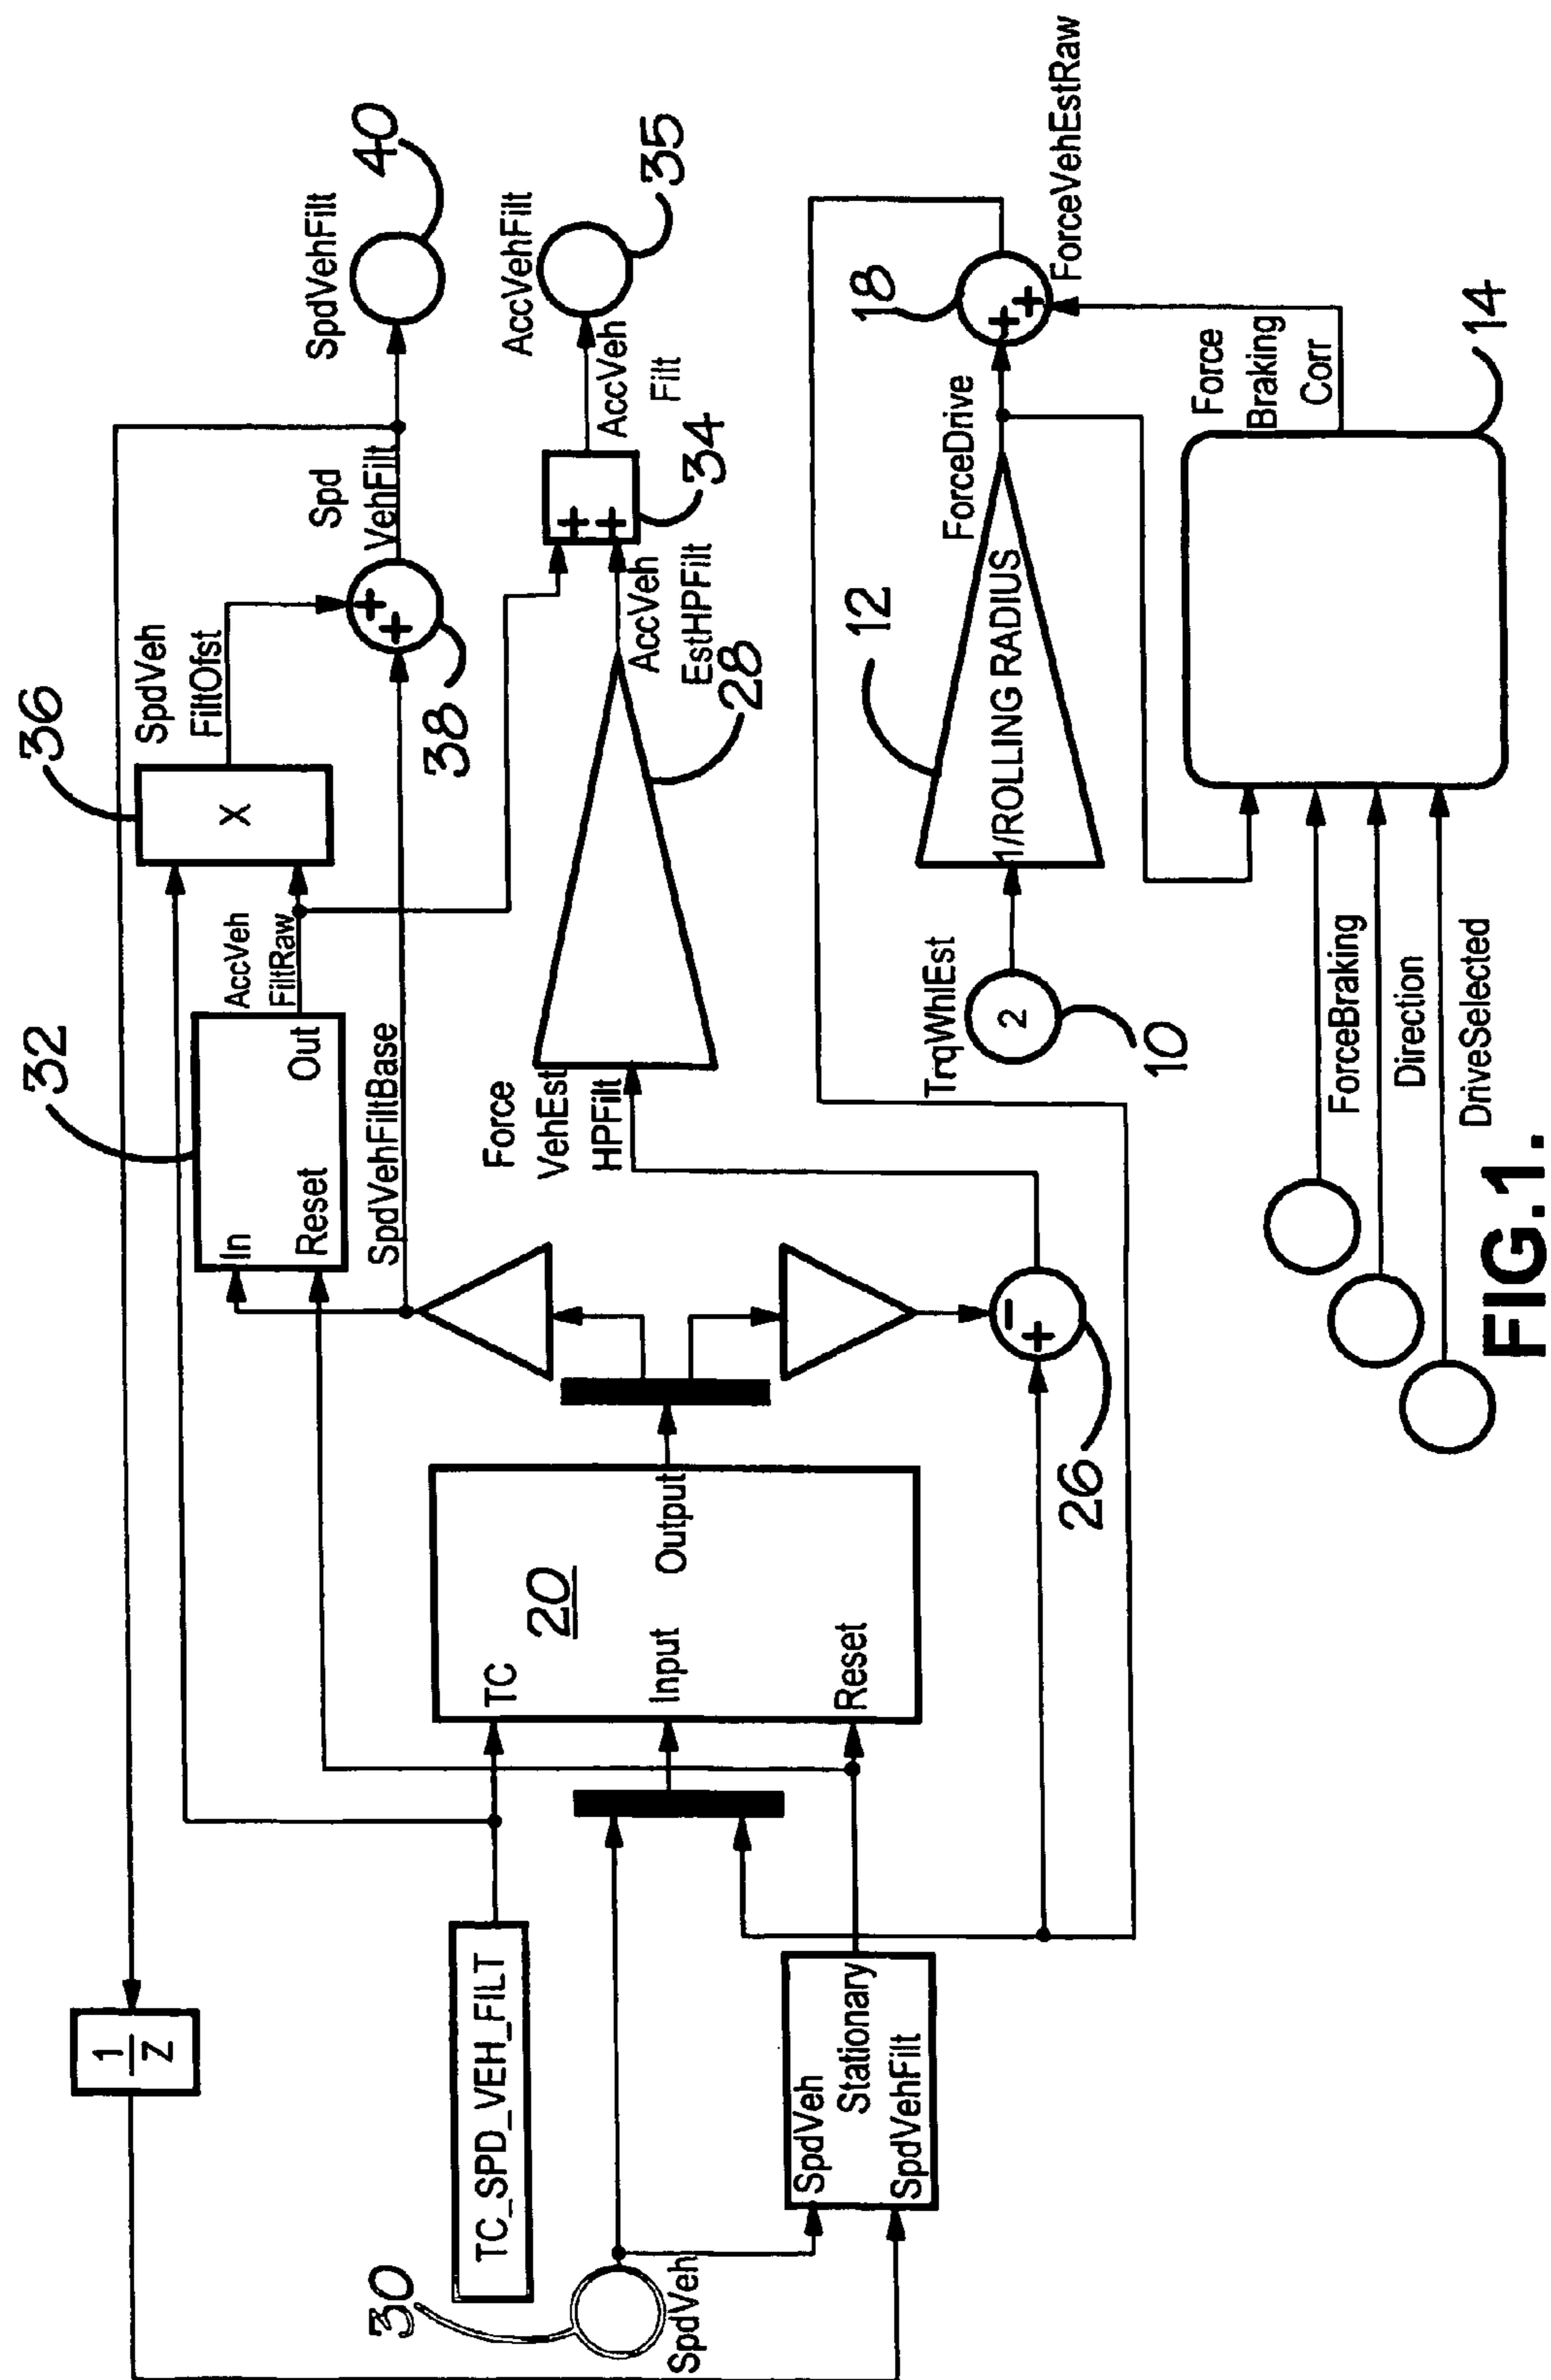 1
Z
TC_SPD_VEH_FILT
30
SpdVeh
SpdVeh
Stationary
SpdVehFilt
TC
20
Input
Output
Reset
32
In
Reset
Out
AccVeh
FiltRaw
SpdVehFiltBase
36
X
SpdVeh
FiltOfst
+
+
38
Spd
VehFilt
SpdVehFilt
40
Force
VehEst
HPFilt
28
AccVeh
EstHPFilt
+
+
34
AccVeh
Filt
AccVehFilt
35
-
+
26
TrqWhlEst
2
10
12
1/ROLLING RADIUS
ForceDrive
18
+
+
ForceVehEstRaw
Force
Braking
Corr
14
ForceBraking
Direction
DriveSelected
FIG.1.